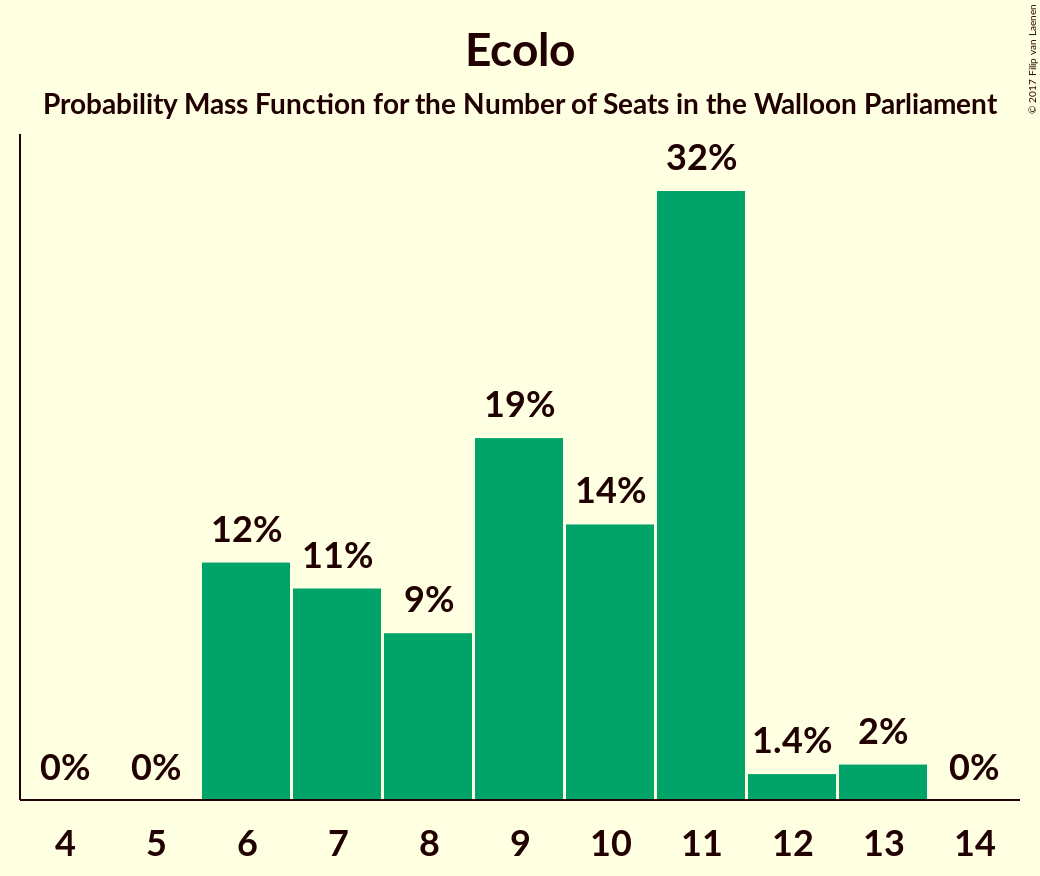 Ecolo
Probability Mass Function for the Number of Seats in the Walloon Parliament
© 2017 Filip van Laenen
32%
19%
14%
12%
11%
9%
2%
1.4%
0% 0% 0%
4 5 6 7 8 9 10 11 12 13 14